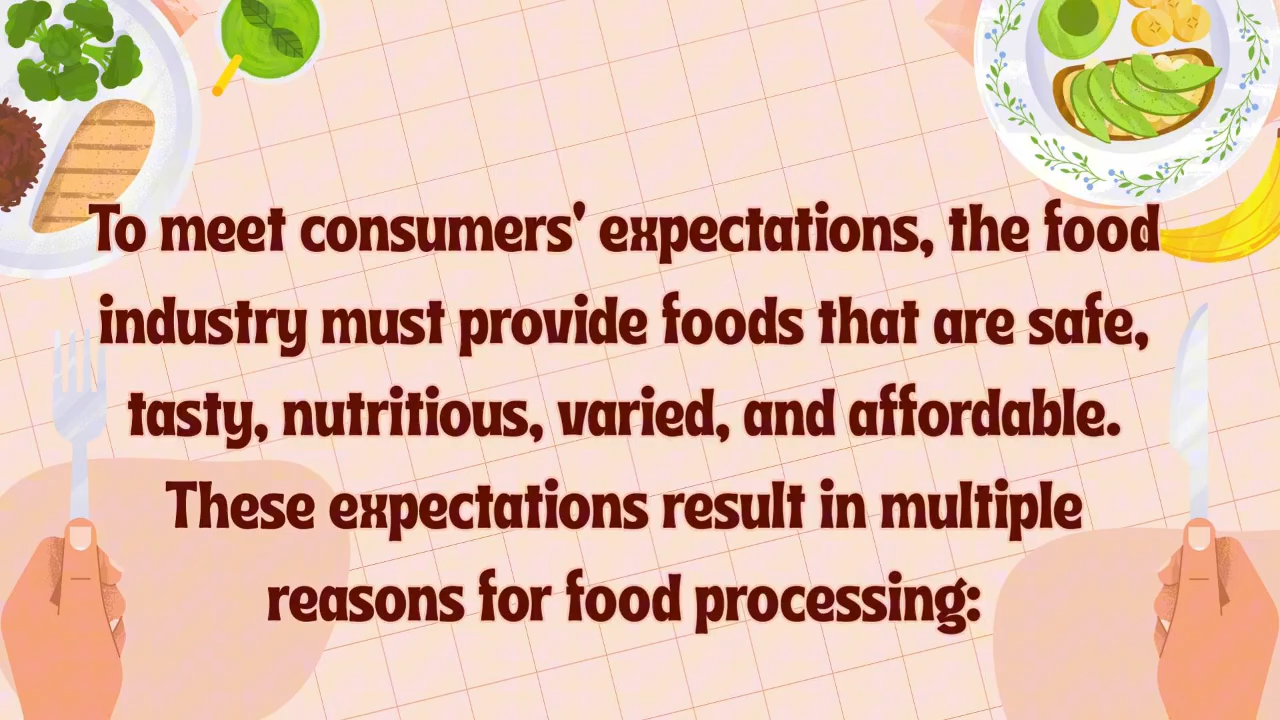 To meet consumers' expectations, the food
industry must provide foods that are safe,
tasty, nutritious, varied, and affordable.
These expectations result in multiple
reasons for food processing: